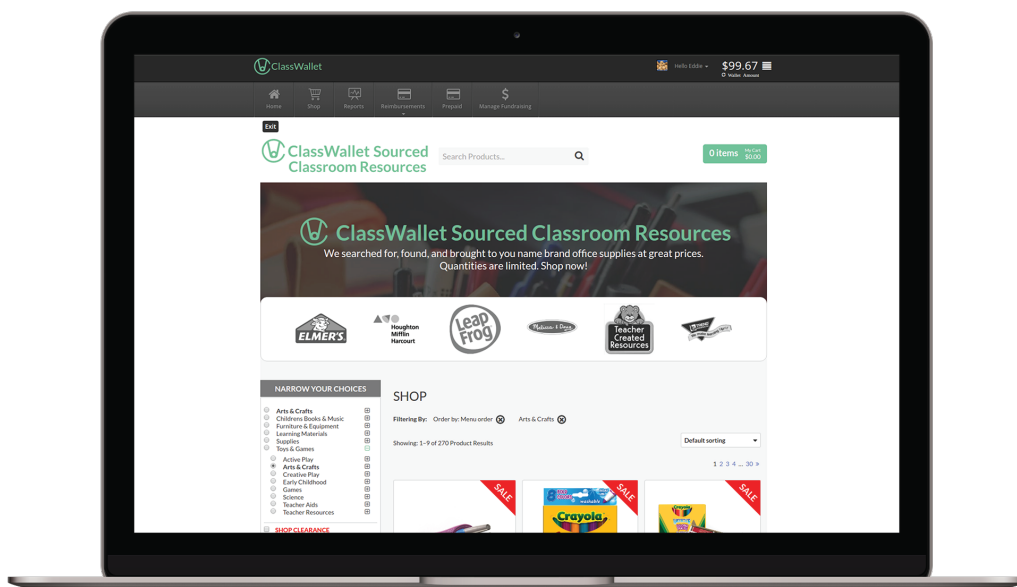 ClassWallet
Hello Eddie
$99.67
Wallet Amount
Home
Shop
Reports
Reimbursements
Prepaid
$
Manage Fundraising
Exit
ClassWallet Sourced
Classroom Resources
Search Products...
0 items
My Cart
$0.00
ClassWallet Sourced Classroom Resources
We searched for, found, and brought to you name brand office supplies at great prices.
Quantities are limited. Shop now!
ELMER'S
Houghton
Mifflin
Harcourt
Leap
Frog
Melissa & Doug
Teacher
Created
Resources
NARROW YOUR CHOICES
Arts & Crafts
Childrens Books & Music
Furniture & Equipment
Learning Materials
Supplies
Toys & Games
Active Play
Arts & Crafts
Creative Play
Early Childhood
Games
Science
Teacher Aids
Teacher Resources
SHOP CLEARANCE
SHOP
Filtering By: Order by: Menu order Arts & Crafts
Showing: 1–9 of 270 Product Results
Default sorting
1 2 3 4 ... 30 »
SALE
SALE
SALE
8
washable
Crayola
Crayola